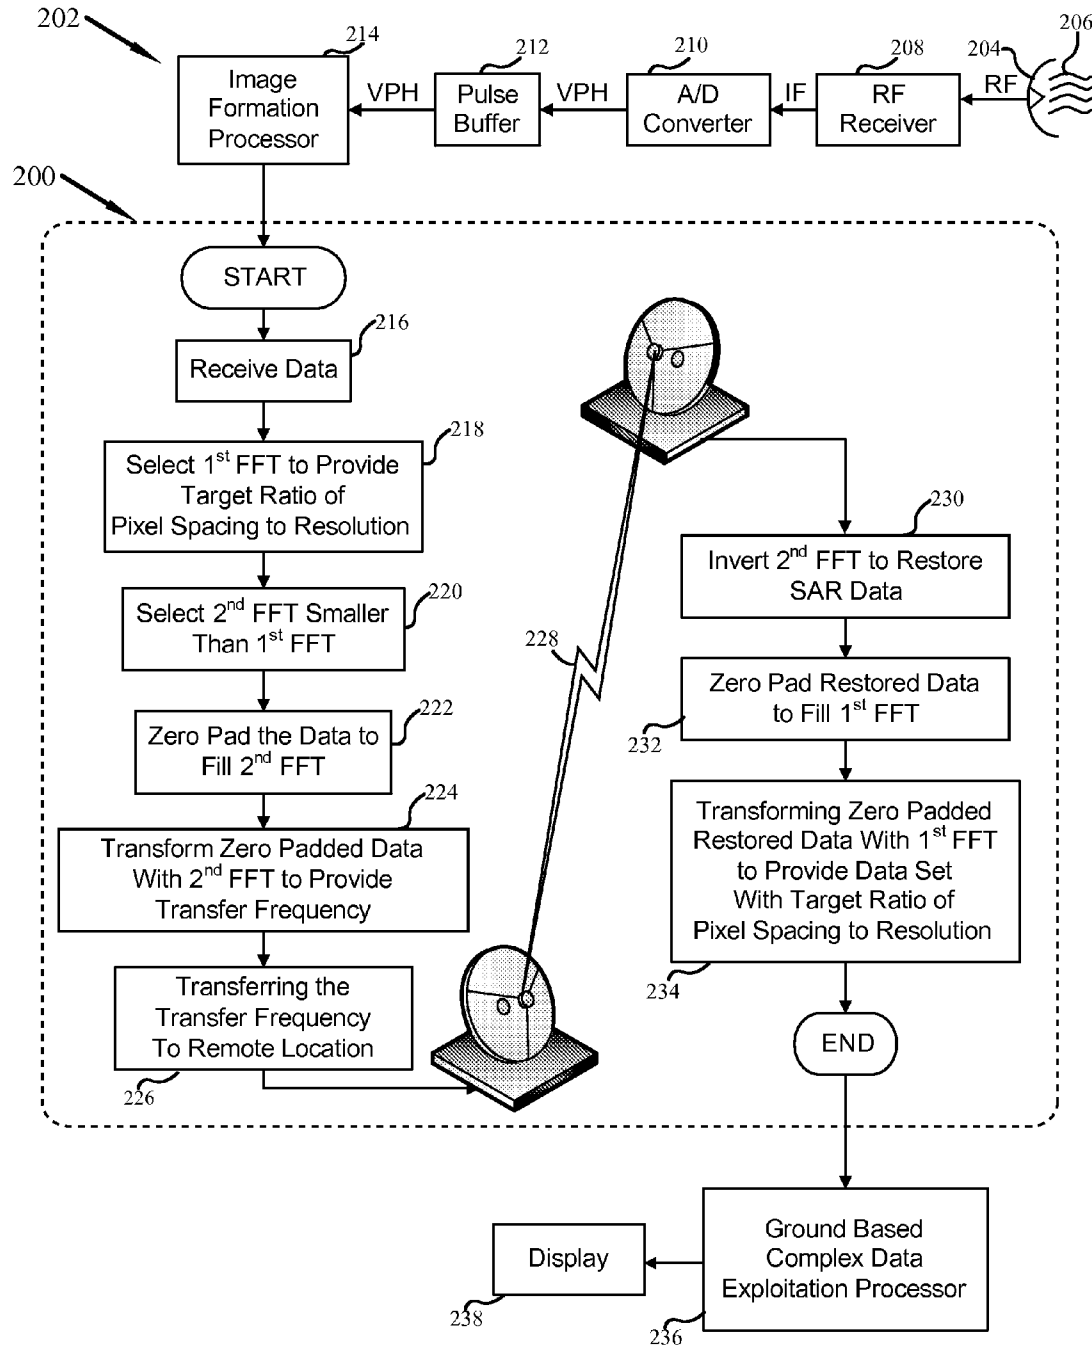 202
214
Image
Formation
Processor
VPH
212
Pulse
Buffer
VPH
210
A/D
Converter
IF
208
RF
Receiver
RF
204
206
200
START
216
Receive Data
218
Select 1st FFT to Provide
Target Ratio of
Pixel Spacing to Resolution
220
Select 2nd FFT Smaller
Than 1st FFT
222
Zero Pad the Data to
Fill 2nd FFT
224
Transform Zero Padded Data
With 2nd FFT to Provide
Transfer Frequency
Transferring the
Transfer Frequency
To Remote Location
226
228
230
Invert 2nd FFT to Restore
SAR Data
Zero Pad Restored Data
to Fill 1st FFT
232
Transforming Zero Padded
Restored Data With 1st FFT
to Provide Data Set
With Target Ratio of
Pixel Spacing to Resolution
234
END
Ground Based
Complex Data
Exploitation Processor
236
Display
238